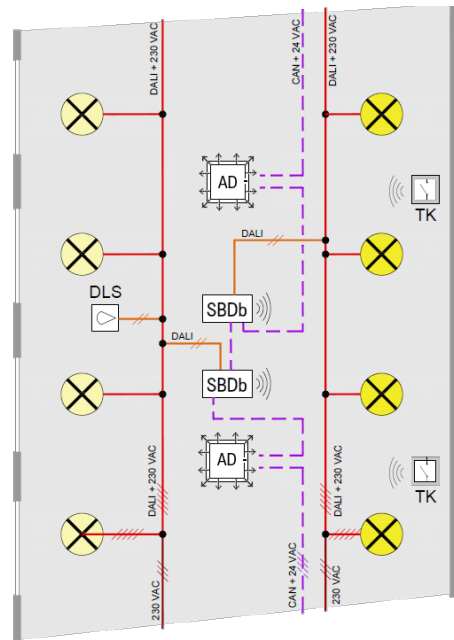 DALI + 230 VAC
CAN + 24 VAC
DALI + 230 VAC
AD
TK
DALI
DLS
SBDb
DALI
SBDb
AD
TK
DALI + 230 VAC
DALI + 230 VAC
230 VAC
CAN + 24 VAC
230 VAC